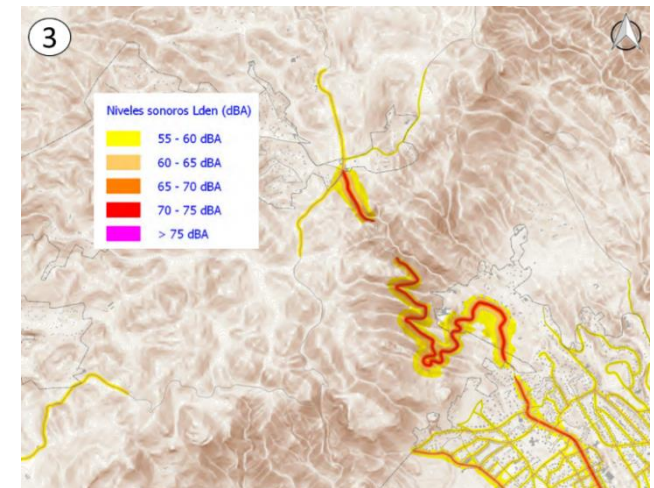 3
Niveles sonoros Lden (dBA)
55 - 60 dBA
60 - 65 dBA
65 - 70 dBA
70 - 75 dBA
> 75 dBA